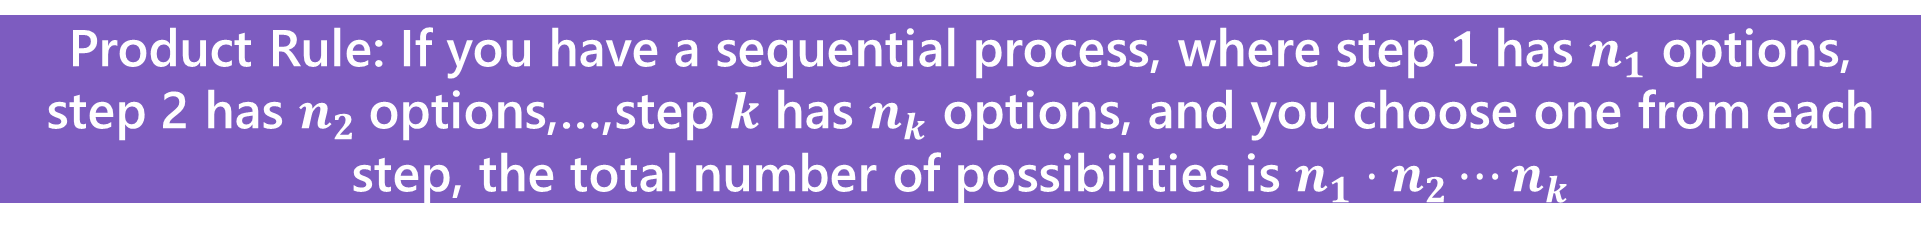 Product Rule: If you have a sequential process, where step 1 has n₁ options,
step 2 has n₂ options,…,step k has nₖ options, and you choose one from each
step, the total number of possibilities is n₁ · n₂ ⋯ nₖ